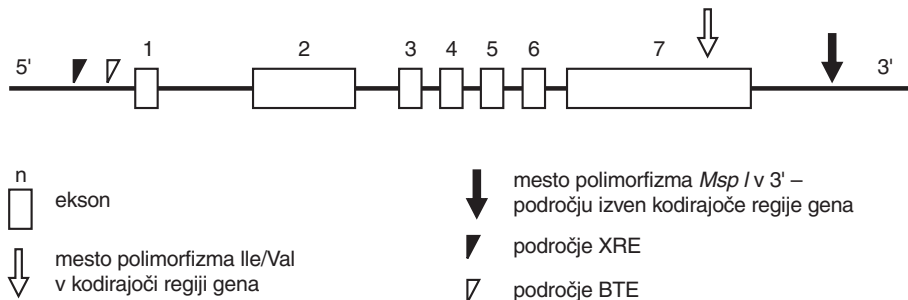 1
2
3
4
5
6
7
5'
3'
n
ekson
mesto polimorfizma Ile/Val
v kodirajoči regiji gena
mesto polimorfizma Msp I v 3' –
področju izven kodirajoče regije gena
področje XRE
področje BTE